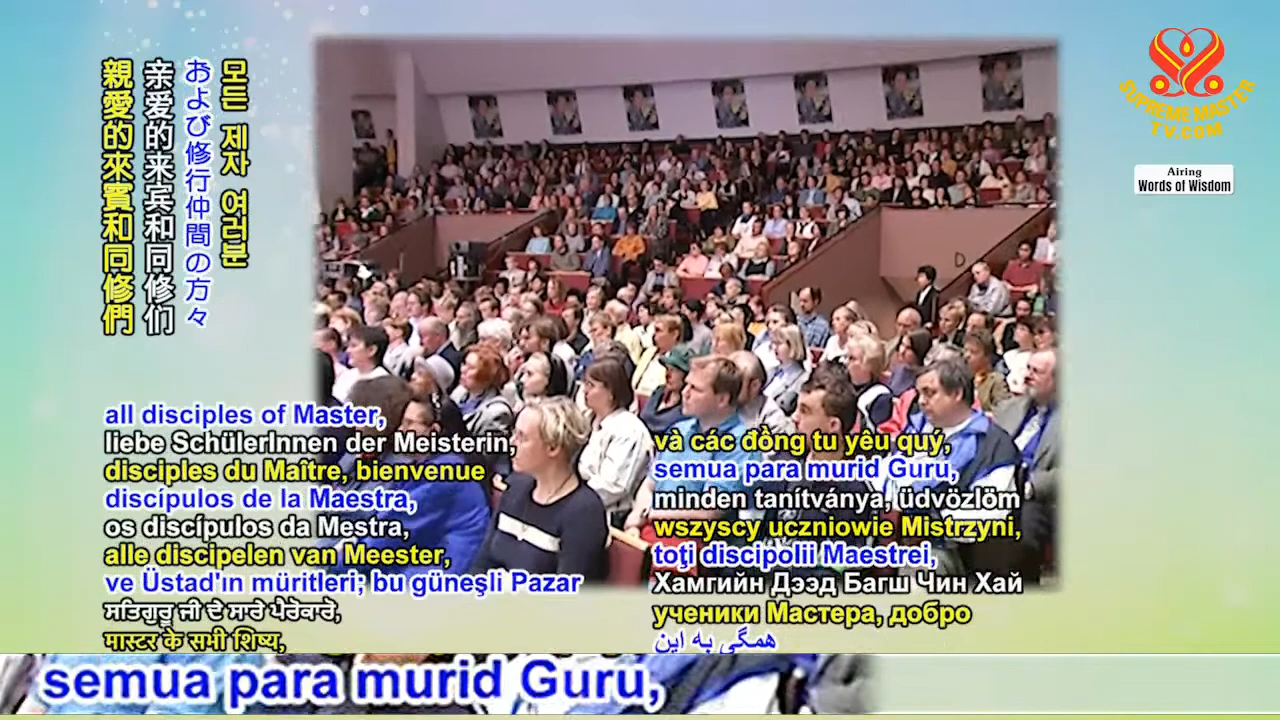 親愛的來賓和同修們
亲爱的来宾和同修们
および修行仲間の方々
모든 제자 여러분
SUPREME MASTER
TV.COM
Airing
Words of Wisdom
all disciples of Master,
liebe SchülerInnen der Meisterin,
disciples du Maître, bienvenue
discípulos de la Maestra,
os discípulos da Mestra,
alle discipelen van Meester,
ve Üstad'ın müritleri; bu güneşli Pazar
ਸਤਿਗੁਰੂ ਜੀ ਦੇ ਸਾਰੇ ਪੈਰੋਕਾਰੋ,
मास्टर के सभी शिष्य,
và các đồng tu yêu quý,
semua para murid Guru,
minden tanítványa, üdvözlöm
wszyscy uczniowie Mistrzyni,
toţi discipolii Maestrei,
Хамгийн Дээд Багш Чин Хай
ученики Мастера, добро
همگی به این
semua para murid Guru,